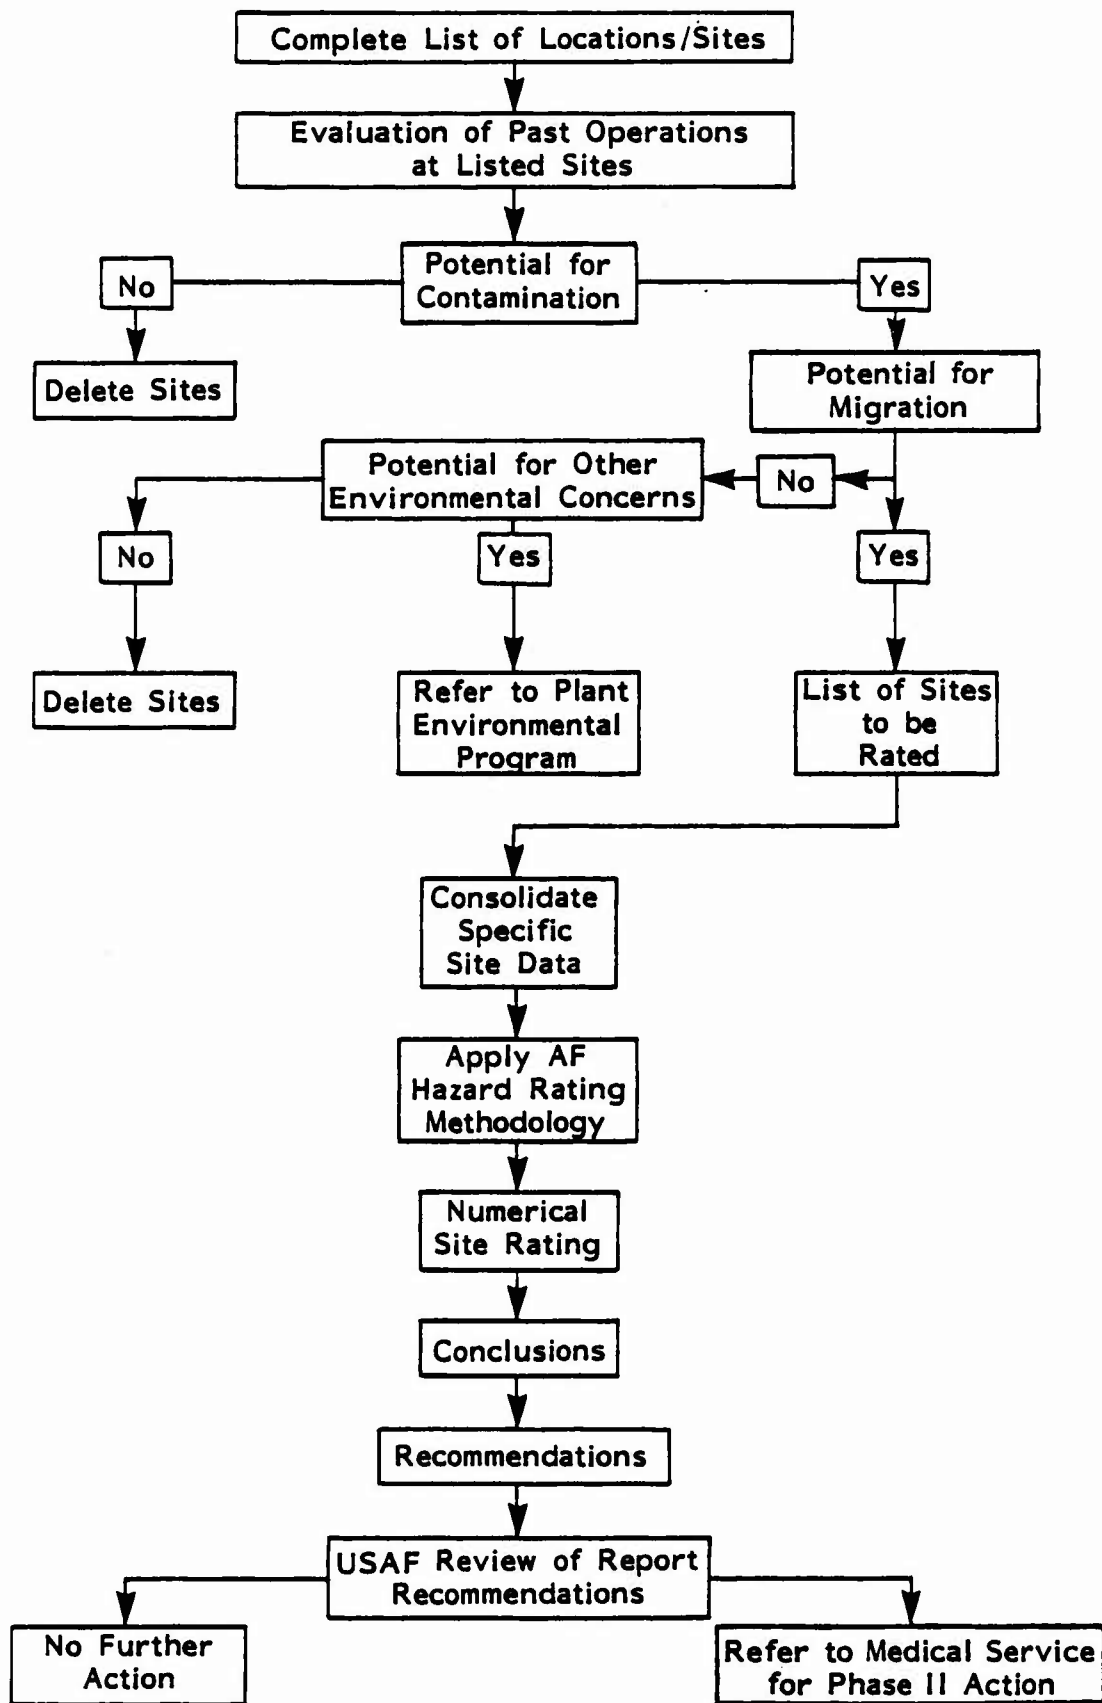 Complete List of Locations/Sites
Evaluation of Past Operations
at Listed Sites
Potential for
Contamination
No
Yes
Delete Sites
Potential for
Migration
Potential for Other
Environmental Concerns
No
No
Yes
Yes
Delete Sites
Refer to Plant
Environmental
Program
List of Sites
to be
Rated
Consolidate
Specific
Site Data
Apply AF
Hazard Rating
Methodology
Numerical
Site Rating
Conclusions
Recommendations
USAF Review of Report
Recommendations
No Further
Action
Refer to Medical Service
for Phase II Action